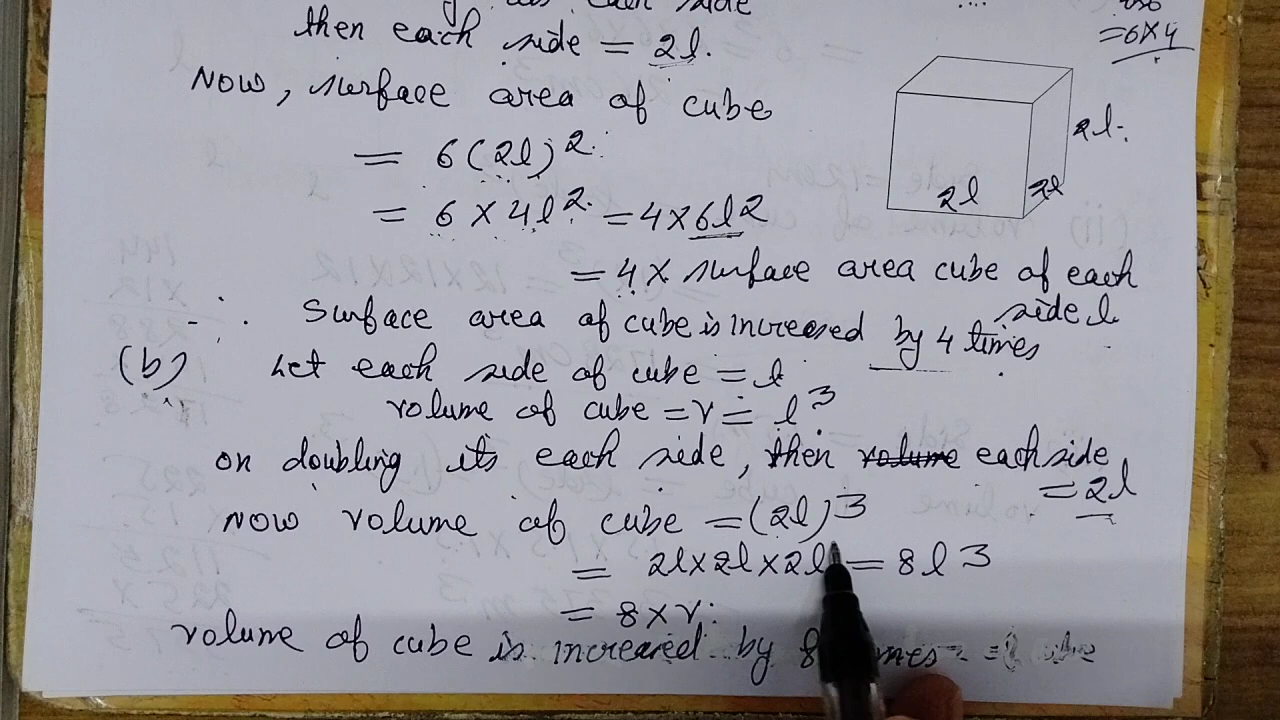 each side
= 6x4
then each side = 2l.
Now, surface area of cube
= 6(2l)2
= 6 x 4l2 = 4 x 6l2
2l
2l
2l
= 4 x surface area cube of each side l
∴ Surface area of cube is increased by 4 times
(b) Let each side of cube = l
volume of cube = V = l3
on doubling its each side, then each side
= 2l
Now volume of cube = (2l)3
= 2l x 2l x 2l = 8l3
= 8 x V.
volume of cube is increased by 8